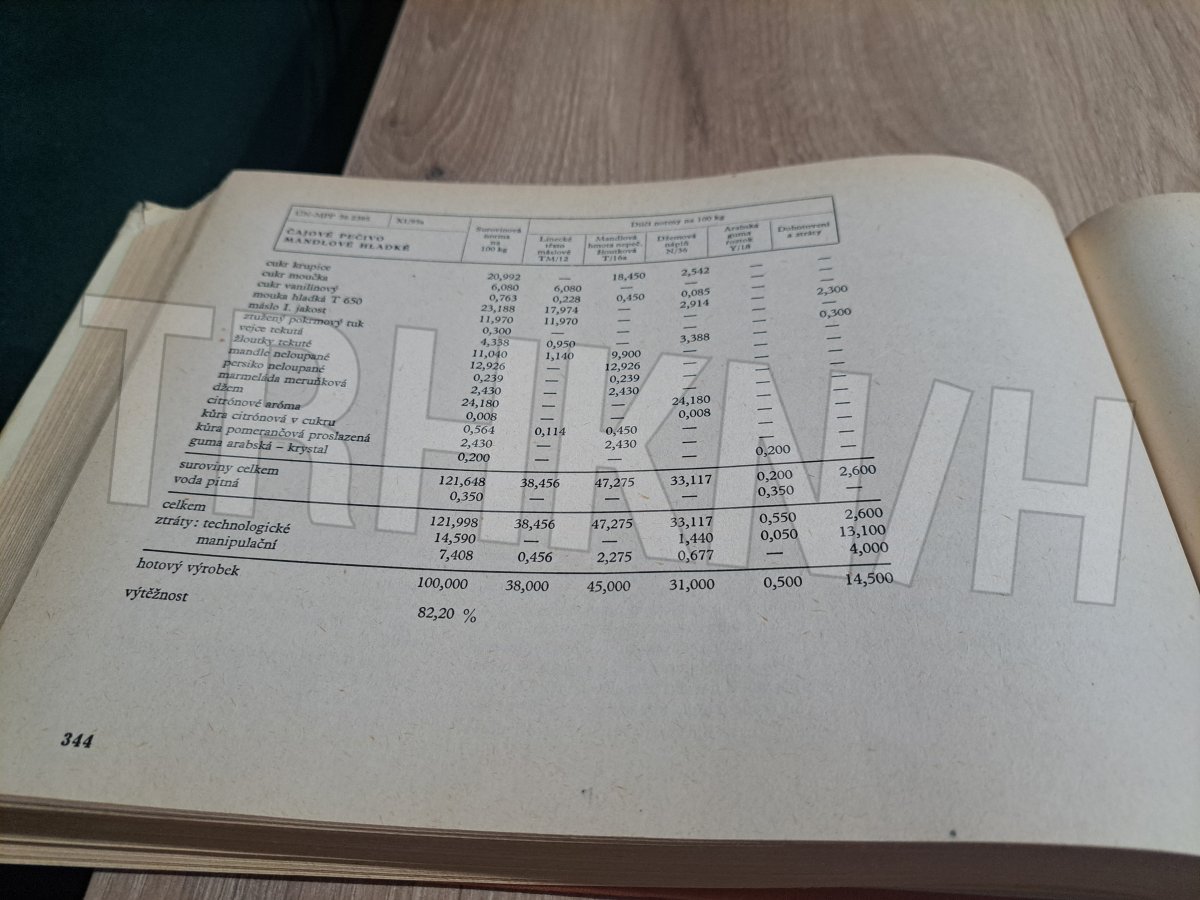 ČSN-MPP 56 2205 XI/95a
ČAJOVÉ PEČIVO
MANDLOVÉ HLADKÉ
Surovinová norma na 100 kg
Dílčí normy na 100 kg
Linecké těsto máslové TM/12
Mandlová hmota nepeč. žloutková T/16a
Džemová náplň N/36
Arabská guma roztok Y/18
Dohotovení a ztráty
cukr krupice 20,992 — 18,450 2,542 — —
cukr moučka 6,080 6,080 — — — —
cukr vanilinový 0,763 0,228 0,450 0,085 — —
mouka hladká T 650 23,188 17,974 — 2,914 — 2,300
máslo I. jakost 11,970 11,970 — — — —
ztužený pokrmový tuk 0,300 — — — — 0,300
vejce tekutá 4,338 0,950 — 3,388 — —
žloutky tekuté 11,040 1,140 9,900 — — —
mandle neloupané 12,926 — 12,926 — — —
persiko neloupané 0,239 — 0,239 — — —
marmeláda meruňková 2,430 — 2,430 — — —
džem 24,180 — — 24,180 — —
citrónové aróma 0,008 — — 0,008 — —
kůra citrónová v cukru 0,564 0,114 0,450 — — —
kůra pomerančová proslazená 2,430 — 2,430 — — —
guma arabská – krystal 0,200 — — — 0,200 —
suroviny celkem 121,648 38,456 47,275 33,117 0,200 2,600
voda pitná 0,350 — — — 0,350 —
celkem 121,998 38,456 47,275 33,117 0,550 2,600
ztráty: technologické 14,590 — — 1,440 0,050 13,100
manipulační 7,408 0,456 2,275 0,677 — 4,000
hotový výrobek 100,000 38,000 45,000 31,000 0,500 14,500
výtěžnost 82,20 %
344
TRHKNVH